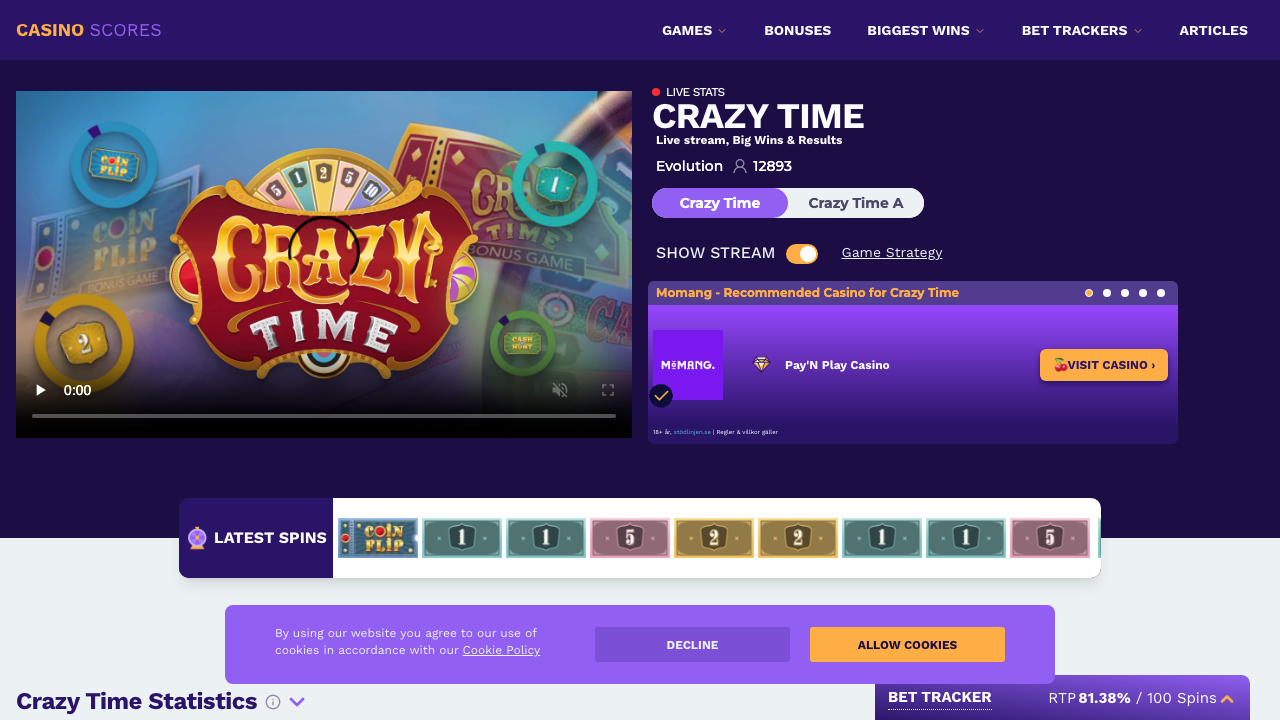 CASINO SCORES
GAMES
BONUSES
BIGGEST WINS
BET TRACKERS
ARTICLES
COIN FLIP
BONUS GAME
5 1 2 5 10
CRAZY TIME
CRAZY TIME
BONUS GAME
COIN FLIP
1
2
CASH HUNT
0:00
LIVE STATS
CRAZY TIME
Live stream, Big Wins & Results
Evolution 12893
Crazy Time
Crazy Time A
SHOW STREAM
Game Strategy
Momang - Recommended Casino for Crazy Time
MOMANG.
Pay'N Play Casino
VISIT CASINO ›
18+ år, stödlinjen.se | Regler & villkor gäller
LATEST SPINS
COIN FLIP
1
1
5
2
2
1
1
5
By using our website you agree to our use of
cookies in accordance with our Cookie Policy
DECLINE
ALLOW COOKIES
Crazy Time Statistics
BET TRACKER
RTP 81.38% / 100 Spins